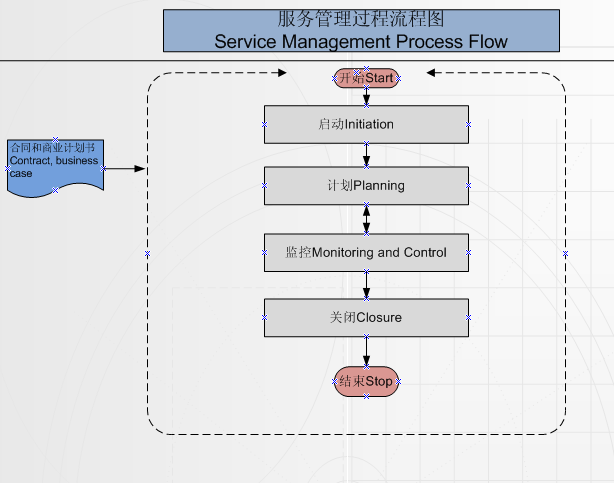 服务管理过程流程图
Service Management Process Flow
开始Start
启动Initiation
合同和商业计划书
Contract, business
case
计划Planning
监控Monitoring and Control
关闭Closure
结束Stop